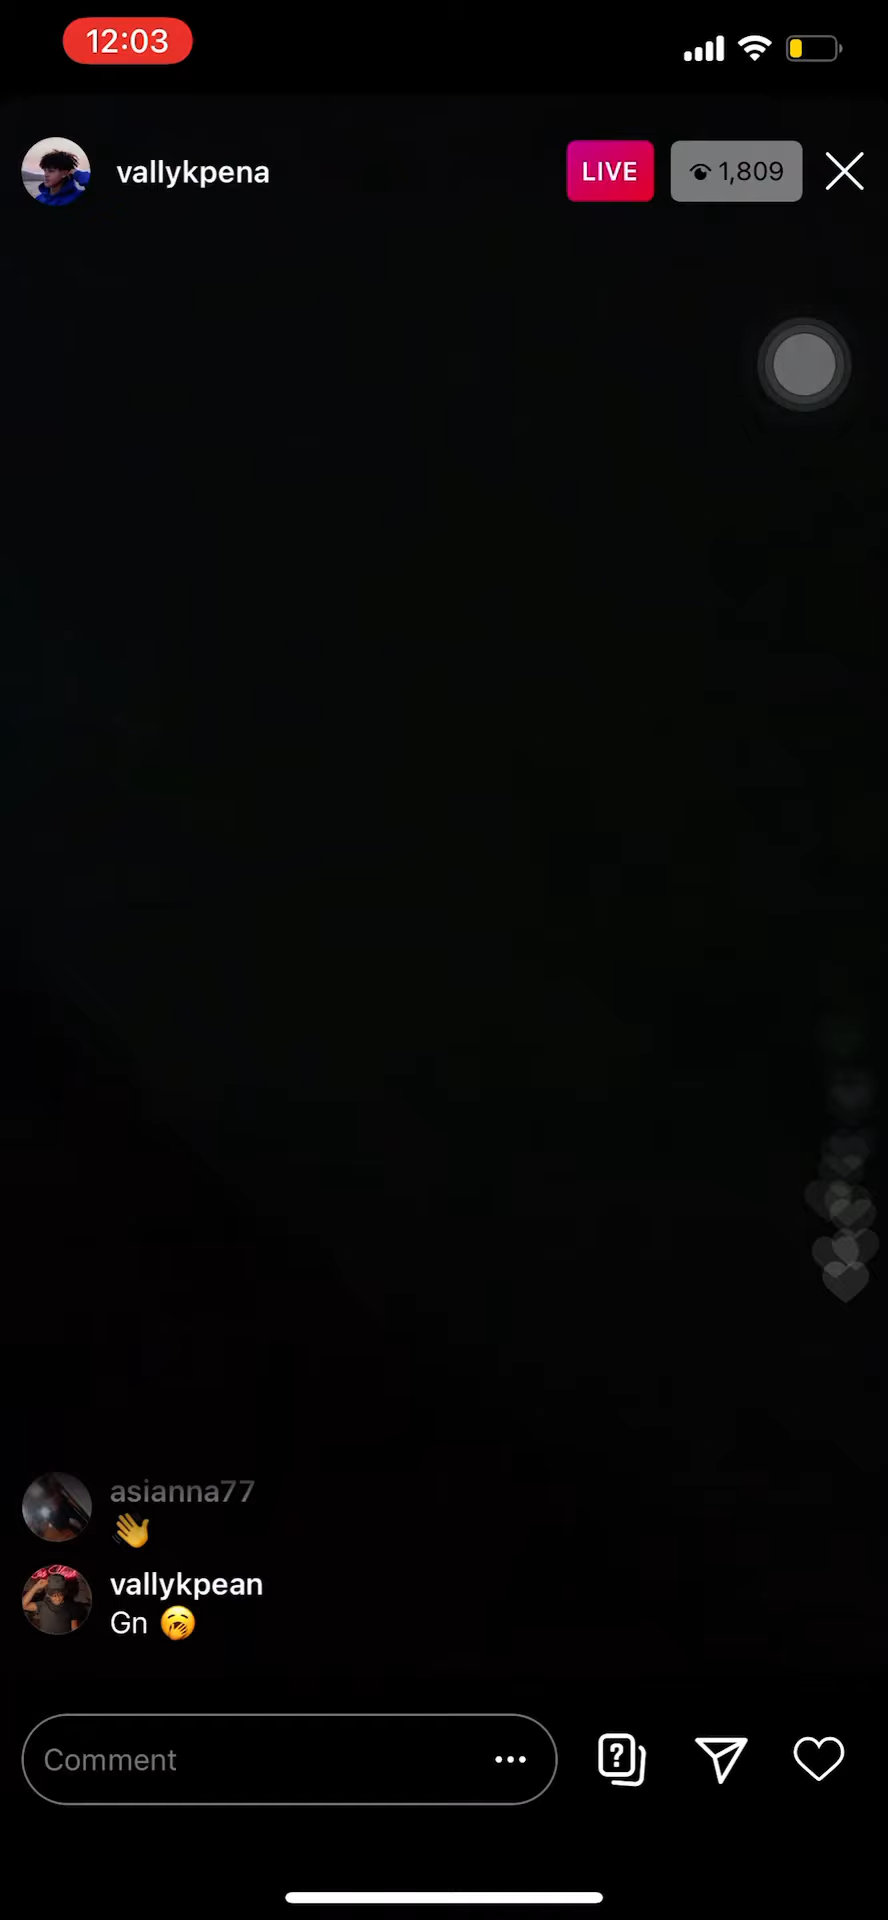 12:03
vallykpena
LIVE
1,809
asianna77
👋
vallykpean
Gn 🥱
Comment